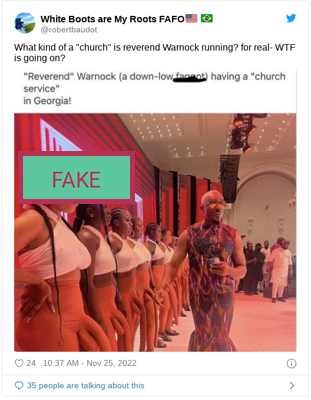 White Boots are My Roots FAFO
@robertbaudot
What kind of a "church" is reverend Warnock running? for real- WTF
is going on?
"Reverend" Warnock (a down-low having a "church
service"
in Georgia!
FAKE
24 10:37 AM - Nov 25, 2022
35 people are talking about this